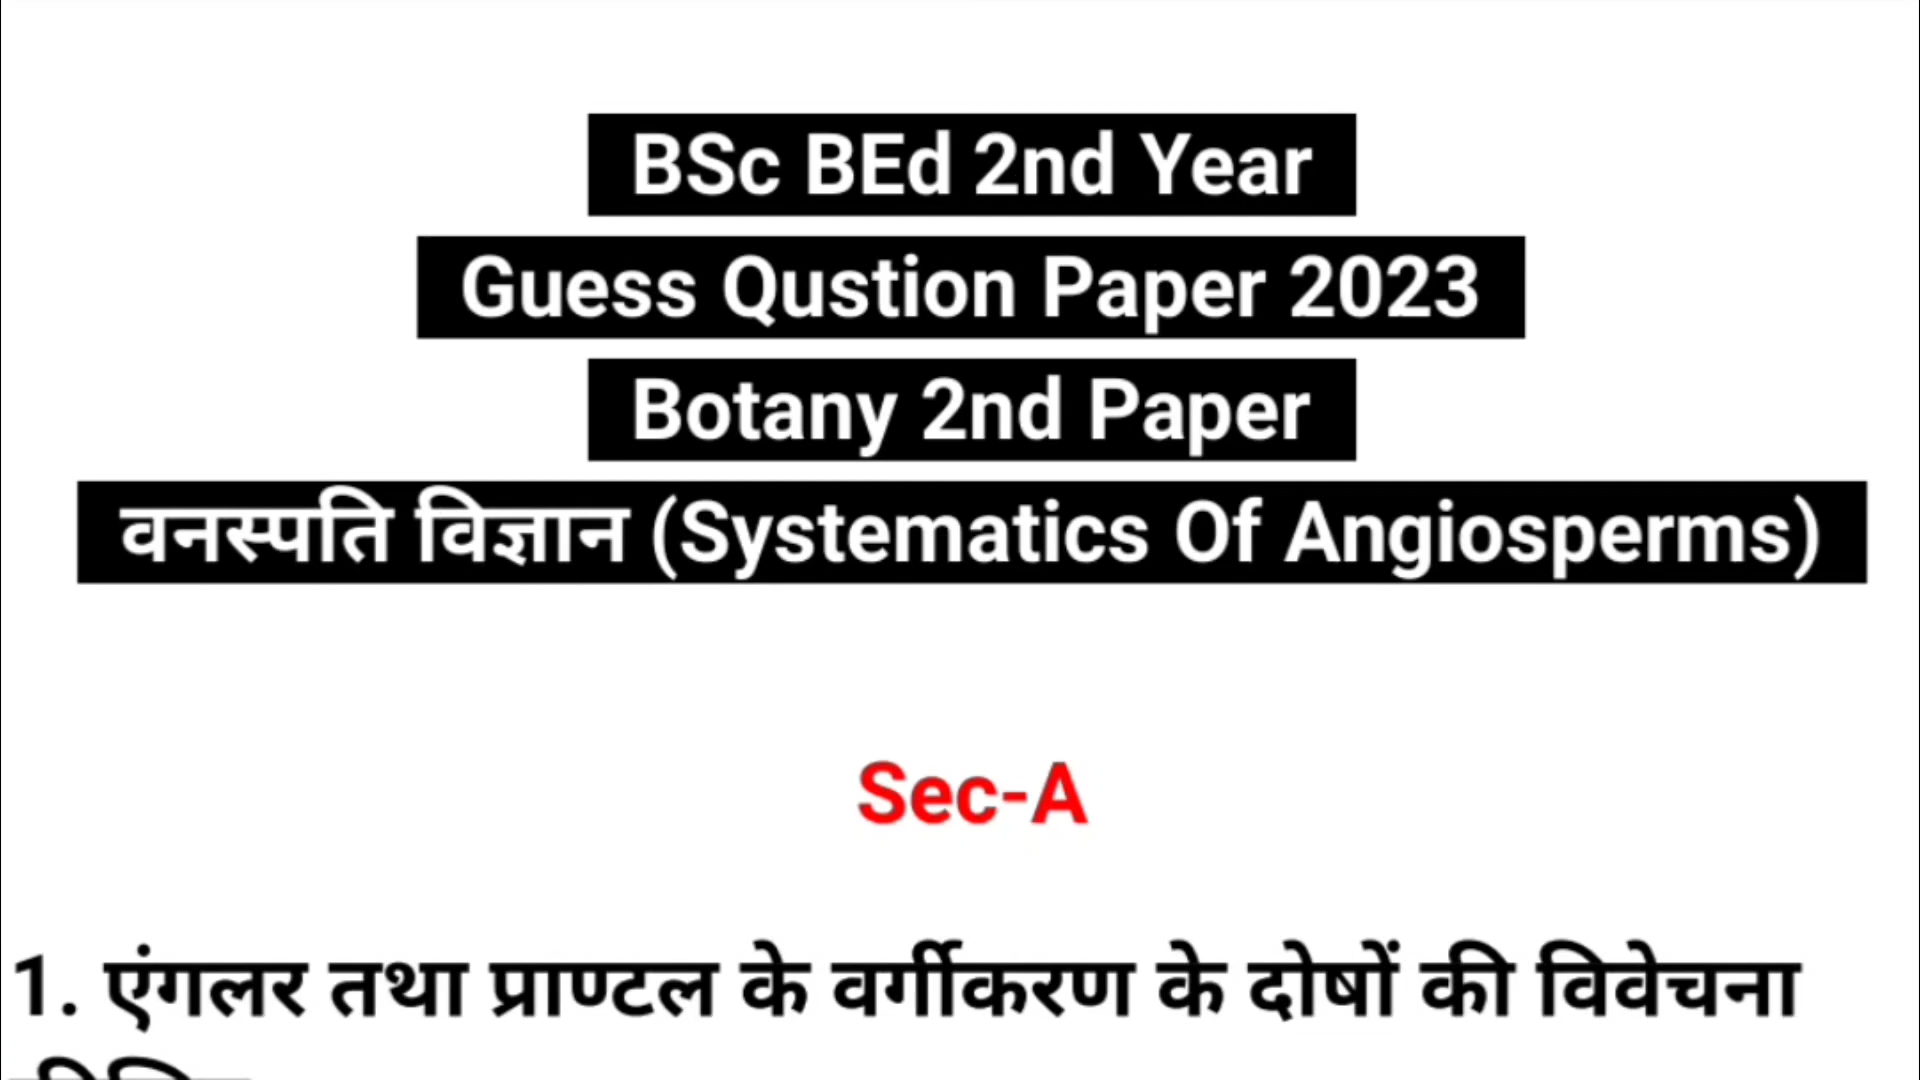 BSc BEd 2nd Year
Guess Qustion Paper 2023
Botany 2nd Paper
वनस्पति विज्ञान (Systematics Of Angiosperms)
Sec-A
1. एंगलर तथा प्राण्टल के वर्गीकरण के दोषों की विवेचना